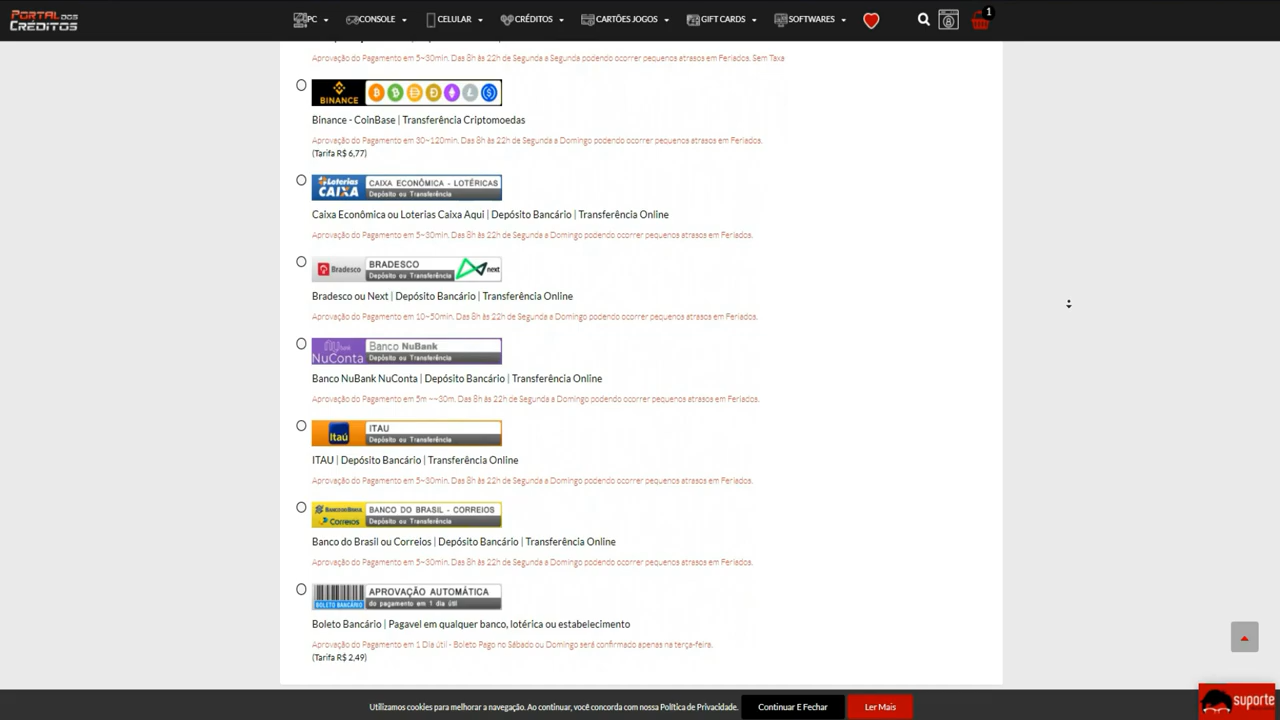 PORTAL DOS
CRÉDITOS
PC
CONSOLE
CELULAR
CRÉDITOS
CARTÕES JOGOS
GIFT CARDS
SOFTWARES
1
Aprovação do Pagamento em 5~30min. Das 8h às 22h de Segunda a Segunda podendo ocorrer pequenos atrasos em Feriados. Sem Taxa
BINANCE
Binance - CoinBase | Transferência Criptomoedas
Aprovação do Pagamento em 30~120min. Das 8h às 22h de Segunda a Domingo podendo ocorrer pequenos atrasos em Feriados.
(Tarifa R$ 6,77)
Loterias
CAIXA
CAIXA ECONÔMICA - LOTÉRICAS
Depósito ou Transferência
Caixa Econômica ou Loterias Caixa Aqui | Depósito Bancário | Transferência Online
Aprovação do Pagamento em 5~30min. Das 8h às 22h de Segunda a Domingo podendo ocorrer pequenos atrasos em Feriados.
Bradesco
BRADESCO
Depósito ou Transferência
next
Bradesco ou Next | Depósito Bancário | Transferência Online
Aprovação do Pagamento em 10~50min. Das 8h às 22h de Segunda a Domingo podendo ocorrer pequenos atrasos em Feriados.
NuConta
Banco NuBank
Depósito ou Transferência
Banco NuBank NuConta | Depósito Bancário | Transferência Online
Aprovação do Pagamento em 5m ~~30m. Das 8h às 22h de Segunda a Domingo podendo ocorrer pequenos atrasos em Feriados.
Itaú
ITAU
Depósito ou Transferência
ITAU | Depósito Bancário | Transferência Online
Aprovação do Pagamento em 5~30min. Das 8h às 22h de Segunda a Domingo podendo ocorrer pequenos atrasos em Feriados.
BANCO DO BRASIL
Correios
BANCO DO BRASIL - CORREIOS
Depósito ou Transferência
Banco do Brasil ou Correios | Depósito Bancário | Transferência Online
Aprovação do Pagamento em 5~30min. Das 8h às 22h de Segunda a Domingo podendo ocorrer pequenos atrasos em Feriados.
BOLETO BANCÁRIO
APROVAÇÃO AUTOMÁTICA
do pagamento em 1 dia útil
Boleto Bancário | Pagavel em qualquer banco, lotérica ou estabelecimento
Aprovação do Pagamento em 1 Dia útil - Boleto Pago no Sábado ou Domingo será confirmado apenas na terça-feira.
(Tarifa R$ 2,49)
Utilizamos cookies para melhorar a navegação. Ao continuar, você concorda com nossa Política de Privacidade.
Continuar E Fechar
Ler Mais
suporte